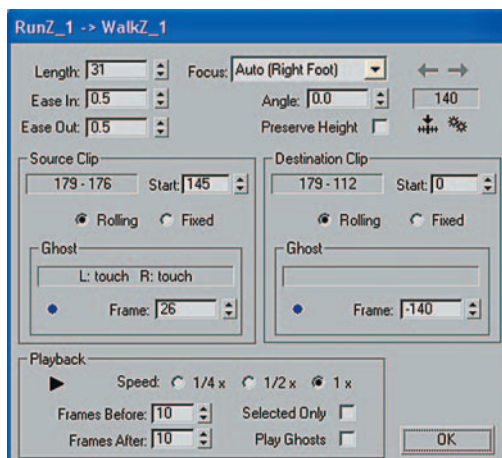 RunZ_1 -> WalkZ_1
Length: 31 Focus: Auto (Right Foot)
Ease In: 0.5 Angle: 0.0 140
Ease Out: 0.5 Preserve Height
Source Clip Destination Clip
179 - 176 Start: 145 179 - 112 Start: 0
Rolling Fixed Rolling Fixed
Ghost Ghost
L: touch R: touch
Frame: 26 Frame: -140
Playback
Speed: 1/4 x 1/2 x 1 x
Frames Before: 10 Selected Only
Frames After: 10 Play Ghosts OK